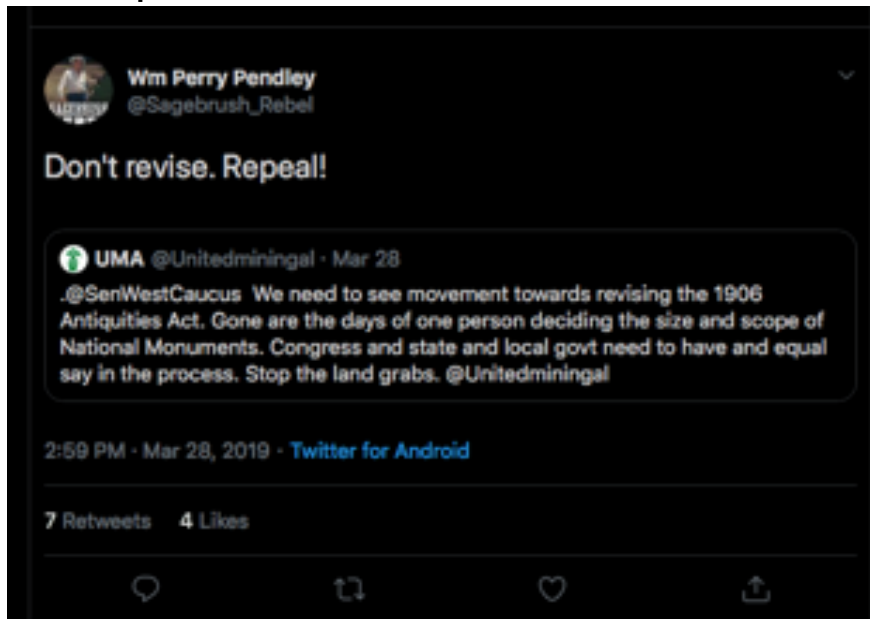 Wm Perry Pendley
@Sagebrush_Rebel
Don't revise. Repeal!
UMA @Unitedminingal · Mar 28
.@SenWestCaucus We need to see movement towards revising the 1906
Antiquities Act. Gone are the days of one person deciding the size and scope of
National Monuments. Congress and state and local govt need to have and equal
say in the process. Stop the land grabs. @Unitedminingal
2:59 PM · Mar 28, 2019 · Twitter for Android
7 Retweets 4 Likes